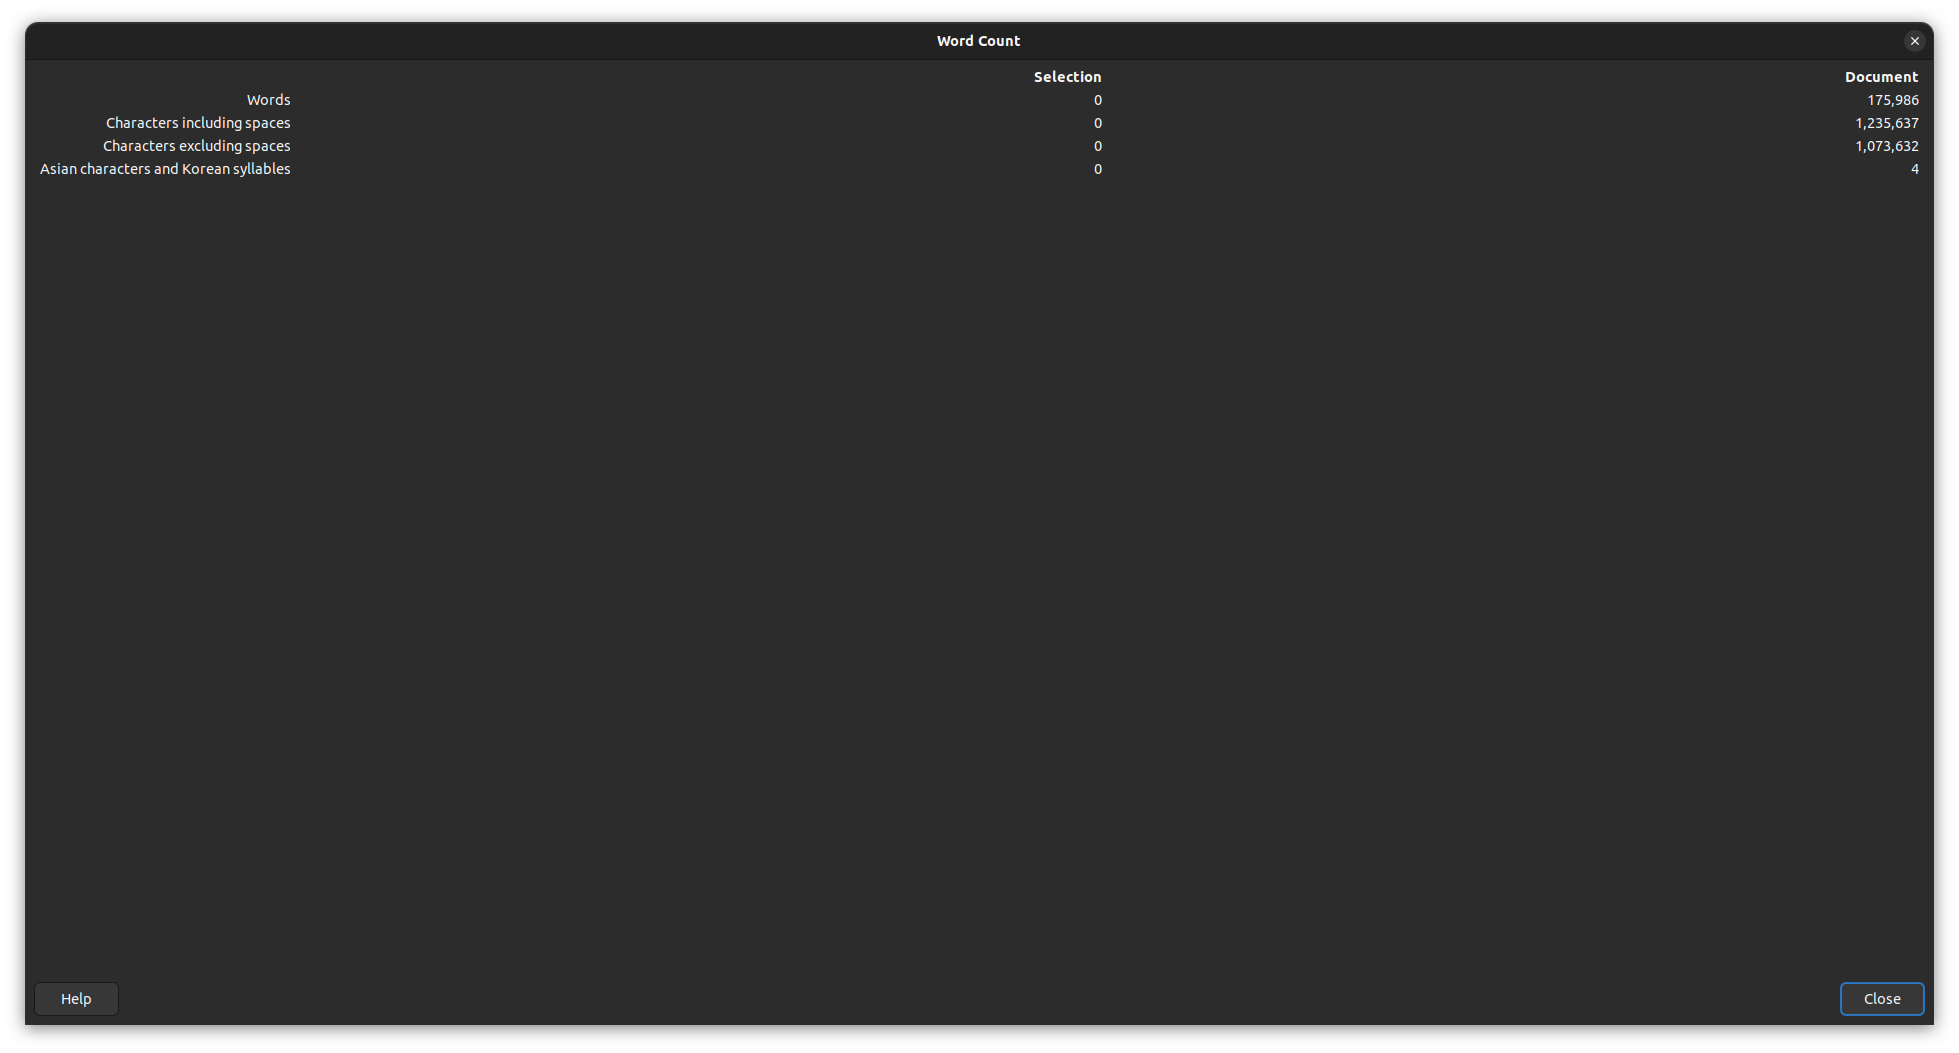 Word Count
Selection Document
Words 0 175,986
Characters including spaces 0 1,235,637
Characters excluding spaces 0 1,073,632
Asian characters and Korean syllables 0 4
Help Close